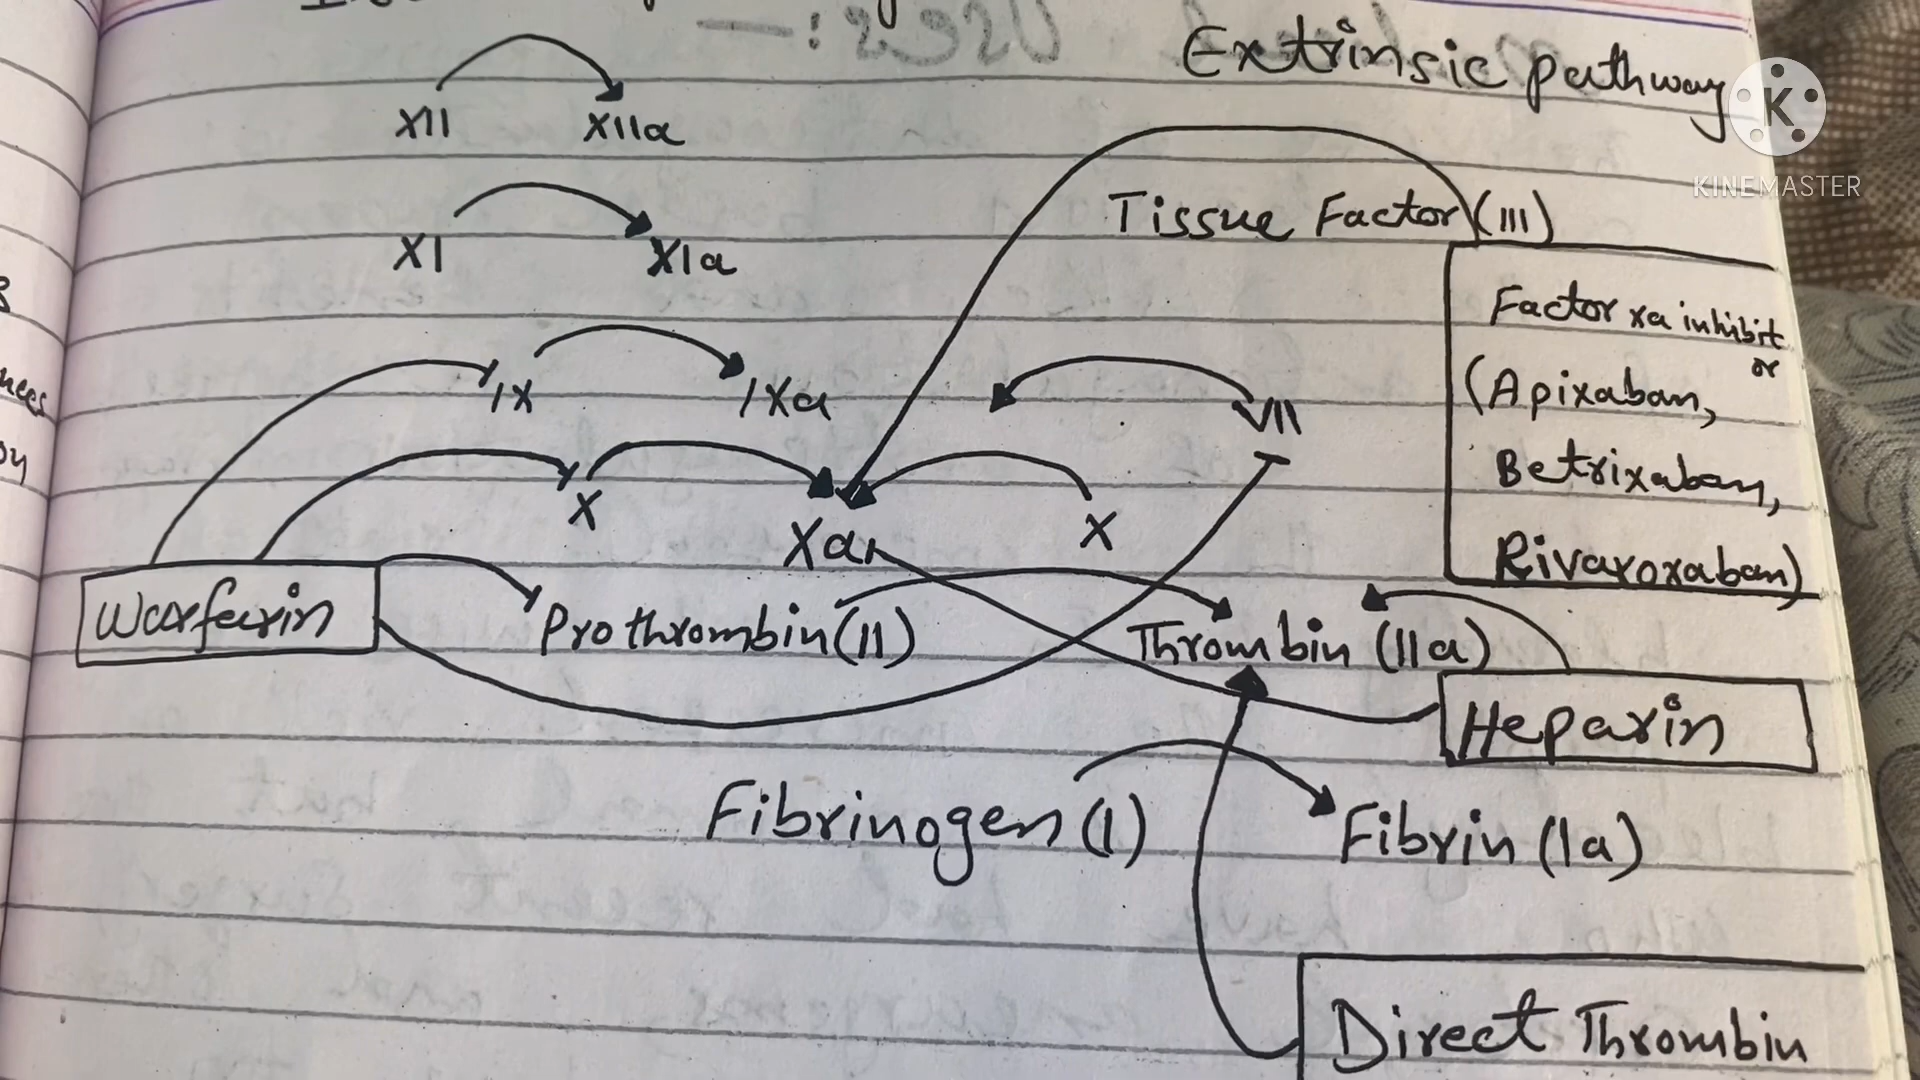 Extrinsic pathway
XII XIIa
KINEMASTER
Tissue Factor (III)
XI XIa
Factor xa inhibit
or
IX IXa VII
(Apixaban,
Betrixaban,
X Xa X
Rivaroxaban)
Warfarin Prothrombin (II) Thrombin (IIa)
Heparin
Fibrinogen (I) Fibrin (Ia)
Direct Thrombin